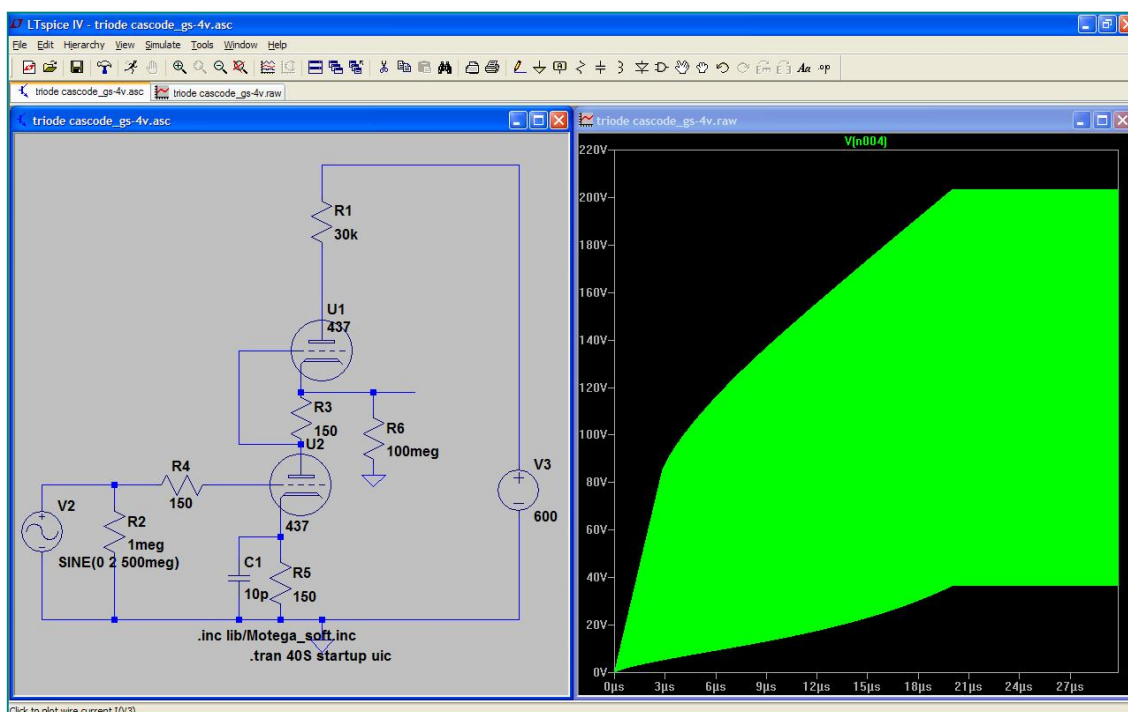 LTspice IV - triode cascode_gs-4v.asc
File Edit Hierarchy View Simulate Tools Window Help
Aa .op
triode cascode_gs-4v.asc triode cascode_gs-4v.raw
triode cascode_gs-4v.asc
R1
30k
U1
437
R3
150
U2
R6
100meg
R4
150
V3
V2
600
R2
437
1meg
C1
SINE(0 2 500meg)
R5
10p
150
.inc lib/Motega_soft.inc
.tran 40S startup uic
triode cascode_gs-4v.raw
V(n004)
220V
200V
180V
160V
140V
120V
100V
80V
60V
40V
20V
0V
0µs 3µs 6µs 9µs 12µs 15µs 18µs 21µs 24µs 27µs
Click to plot wire current I(V3)